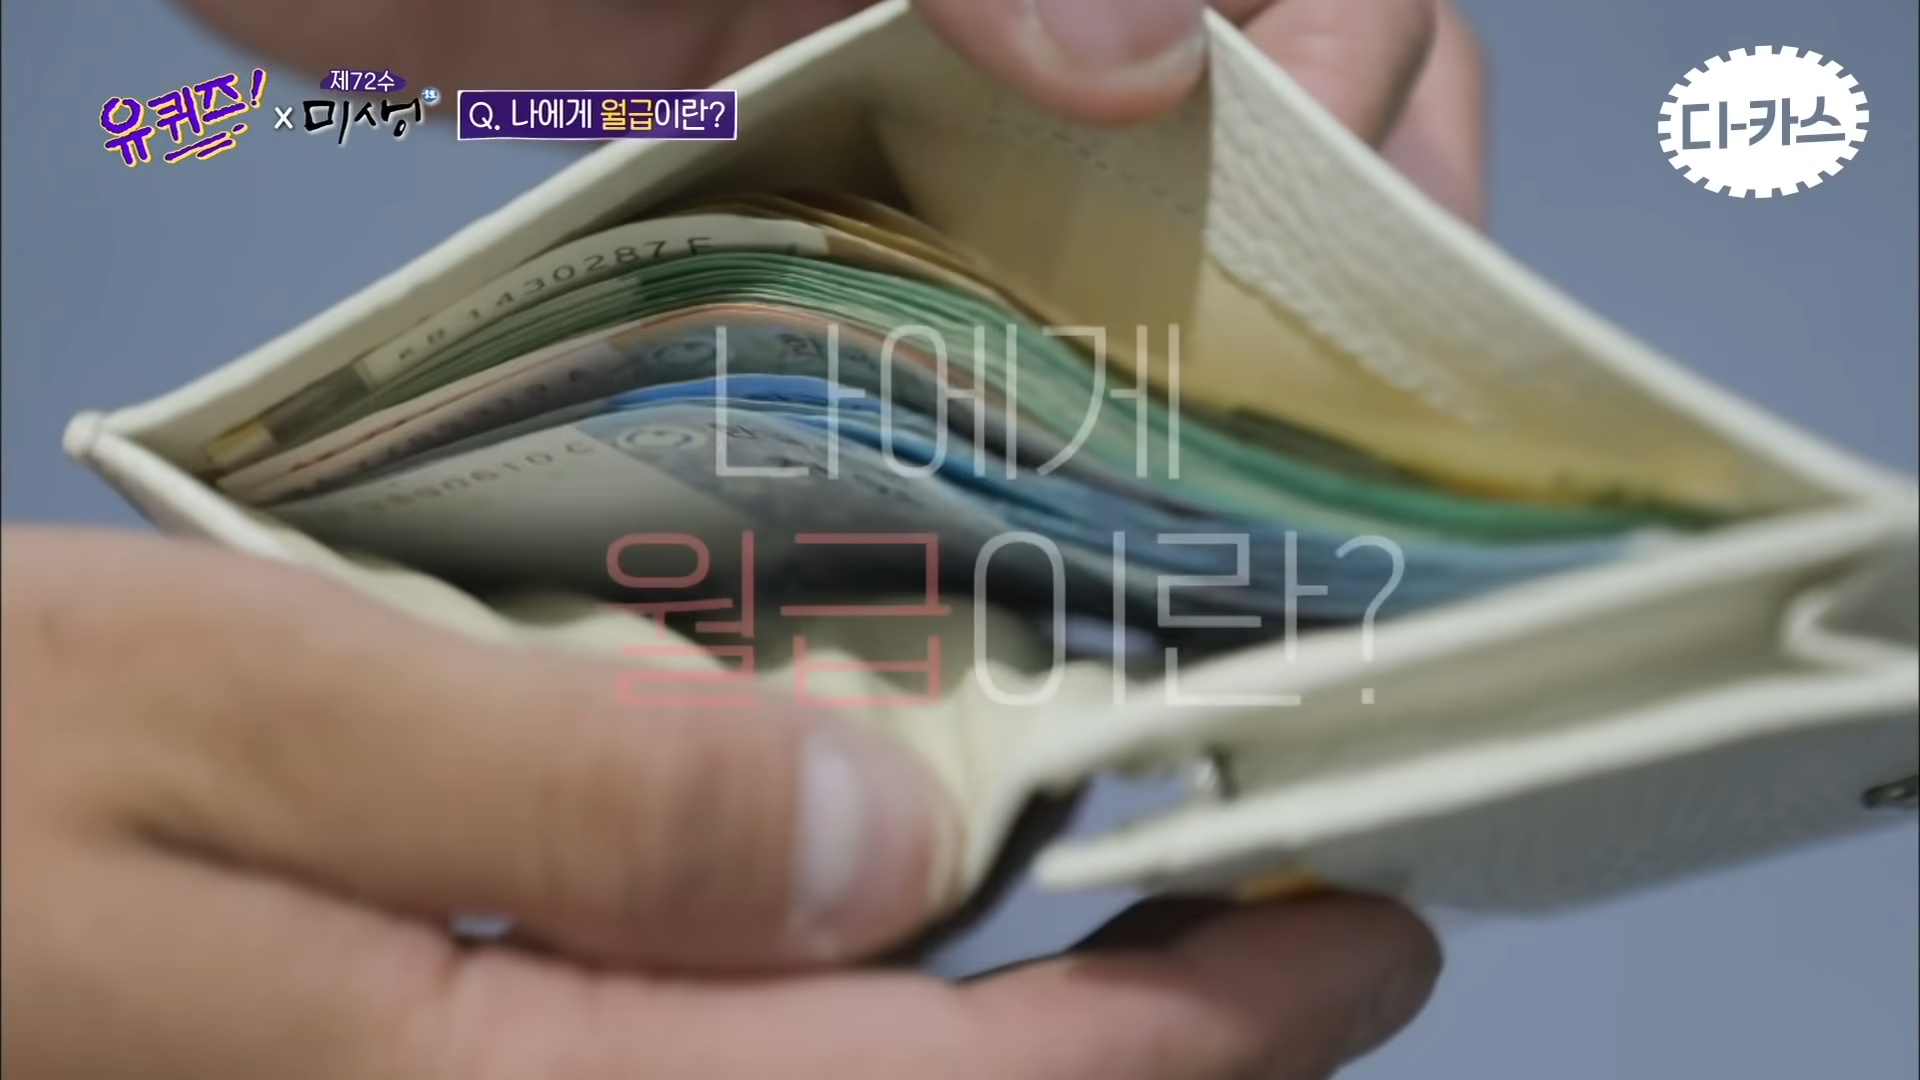 유퀴즈!
x
제72수
미생
Q. 나에게 월급이란?
디-카스
1430287 F
나에게
월급이란?